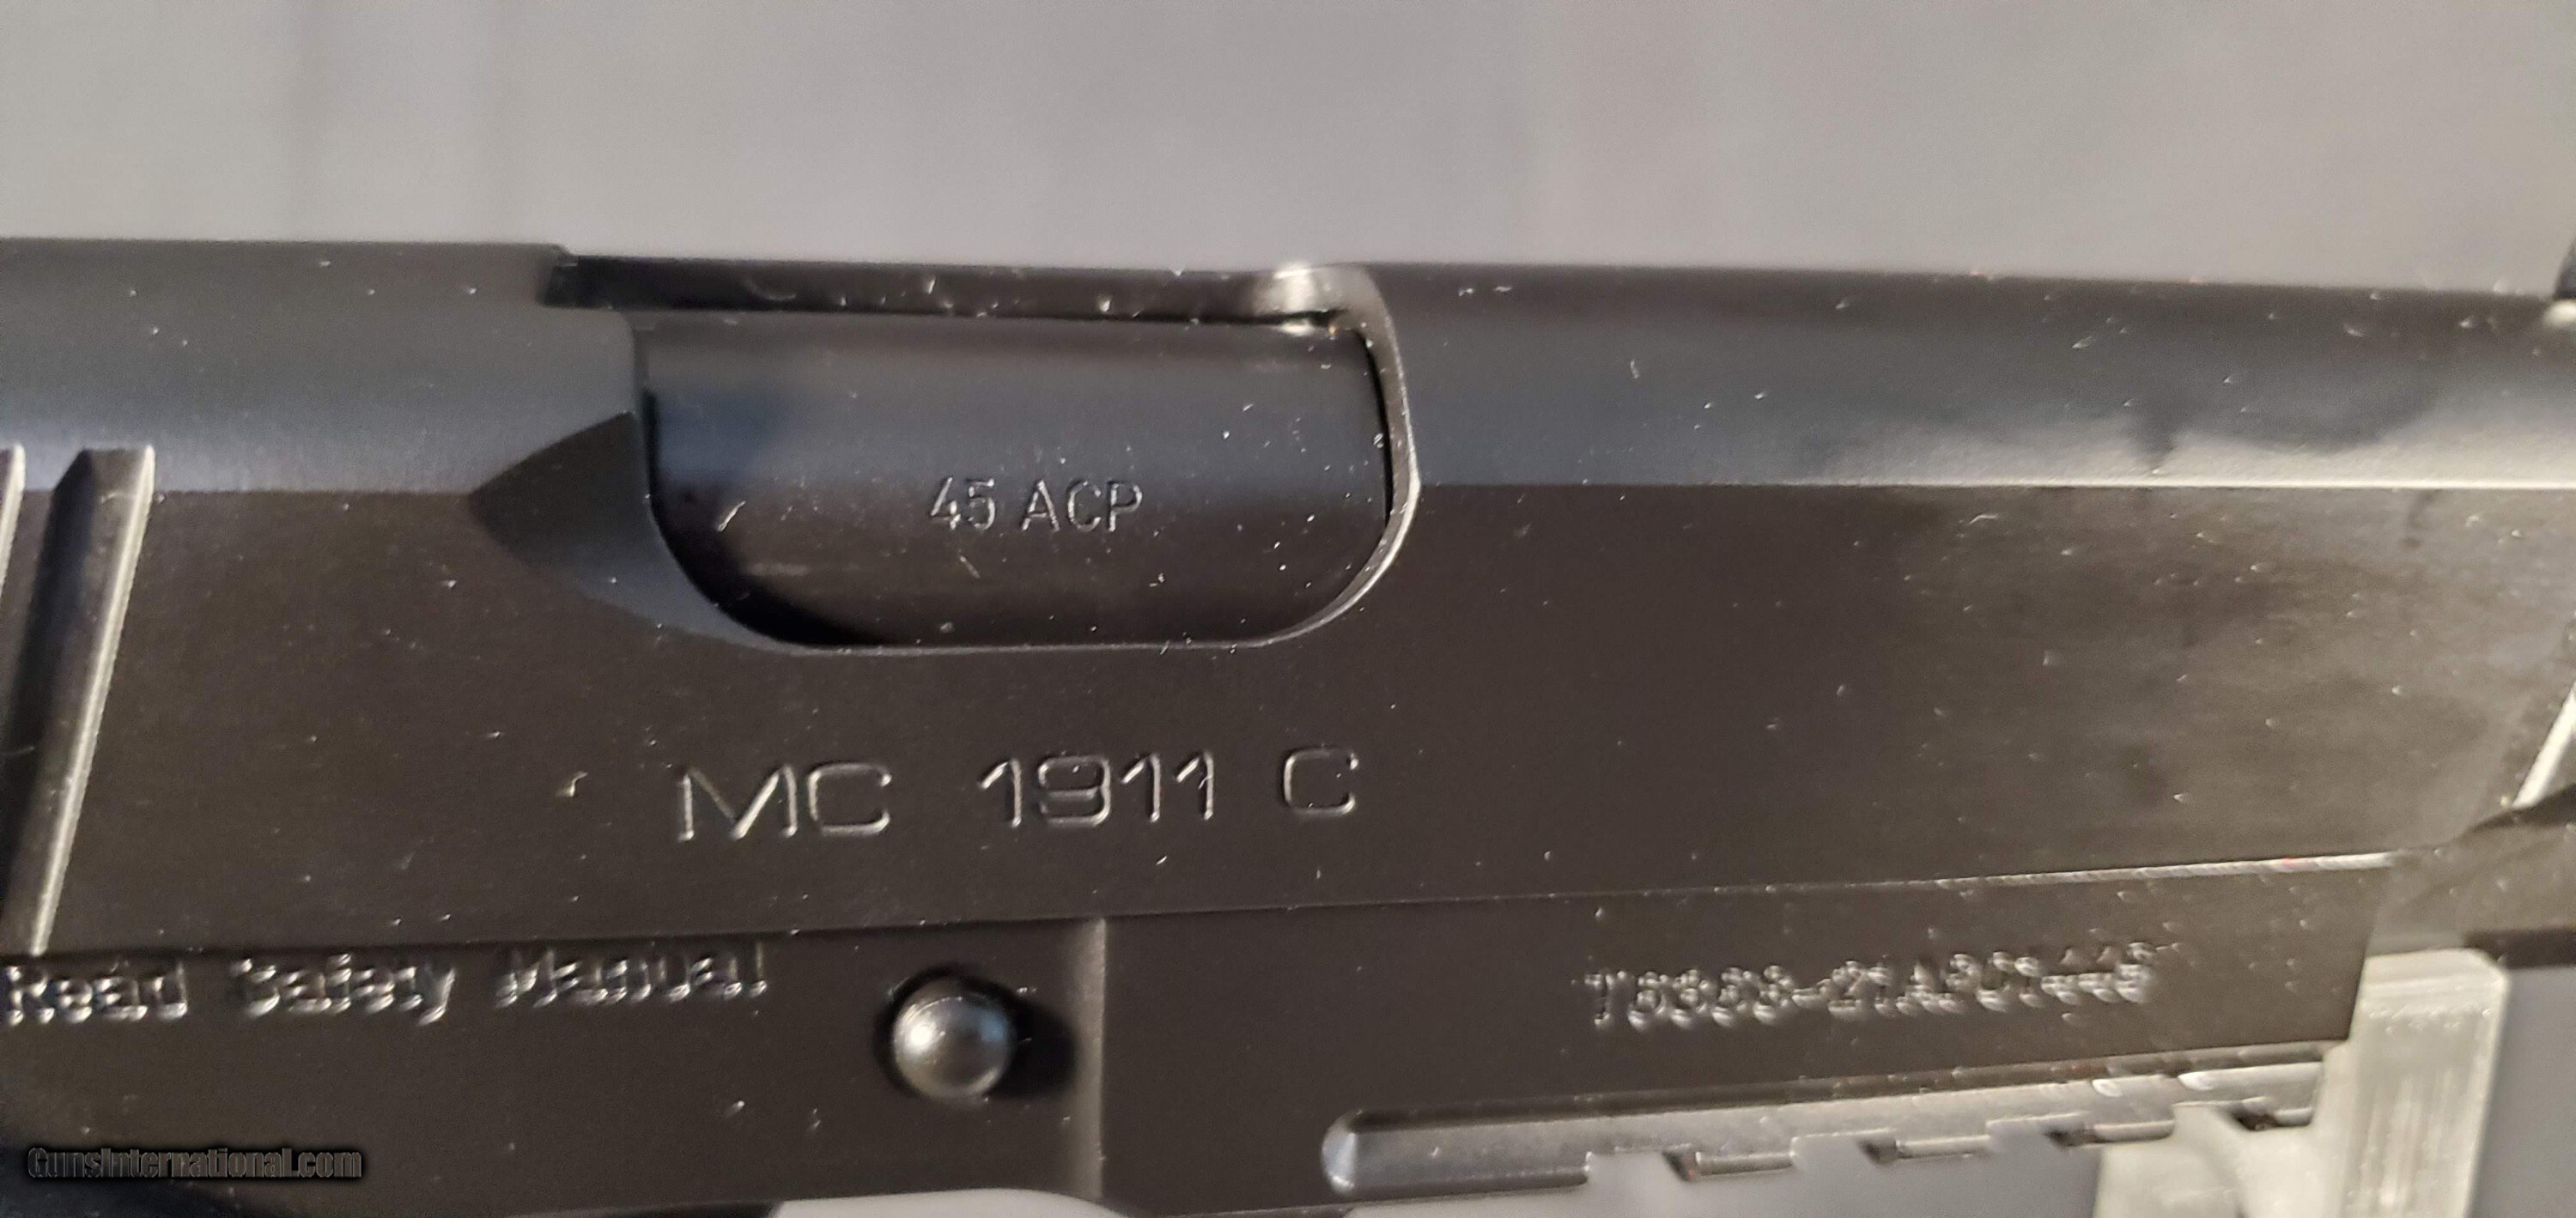 45 ACP
MC 1911 C
Read Safety Manual
GunsInternational.com